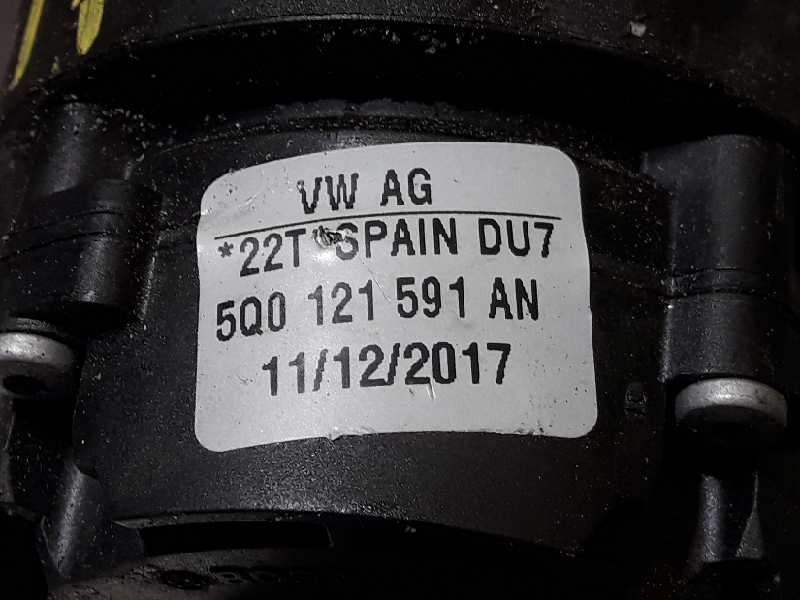 VW AG
*22T* SPAIN DU7
5Q0 121 591 AN
11/12/2017